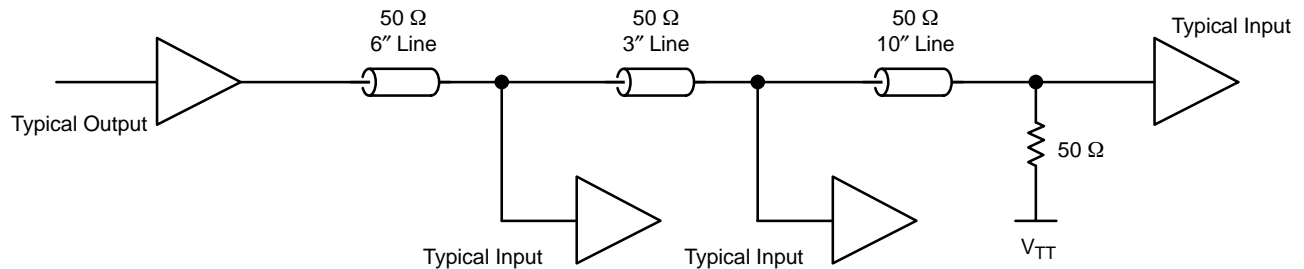 50 Ω
6″ Line
50 Ω
3″ Line
50 Ω
10″ Line
Typical Input
Typical Output
50 Ω
Typical Input
Typical Input
VTT